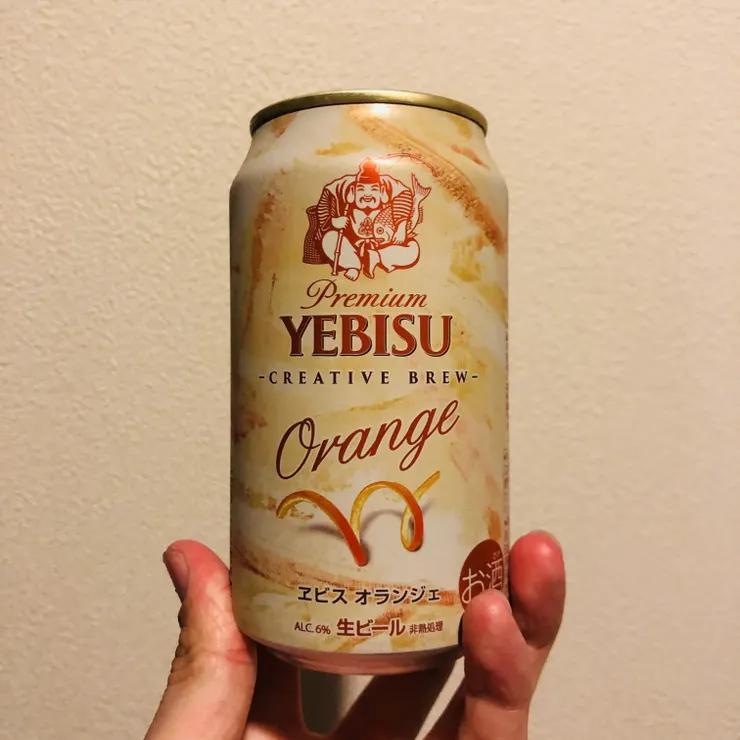 Premium
YEBISU
-CREATIVE BREW-
Orange
ヱビス オランジェ
お酒
ALC.6% 生ビール 非熱処理